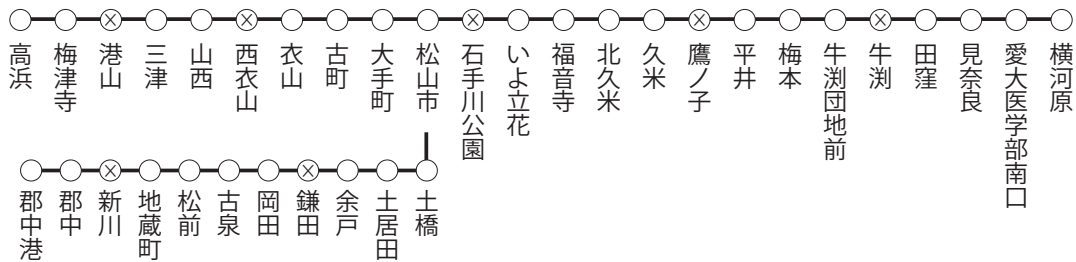 高浜
梅津寺
港山
三津
山西
西衣山
衣山
古町
大手町
松山市
石手川公園
いよ立花
福音寺
北久米
久米
鷹ノ子
平井
梅本
牛渕団地前
牛渕
田窪
見奈良
愛大医学部南口
横河原
郡中港
郡中
新川
地蔵町
松前
古泉
岡田
鎌田
余戸
土居田
土橋